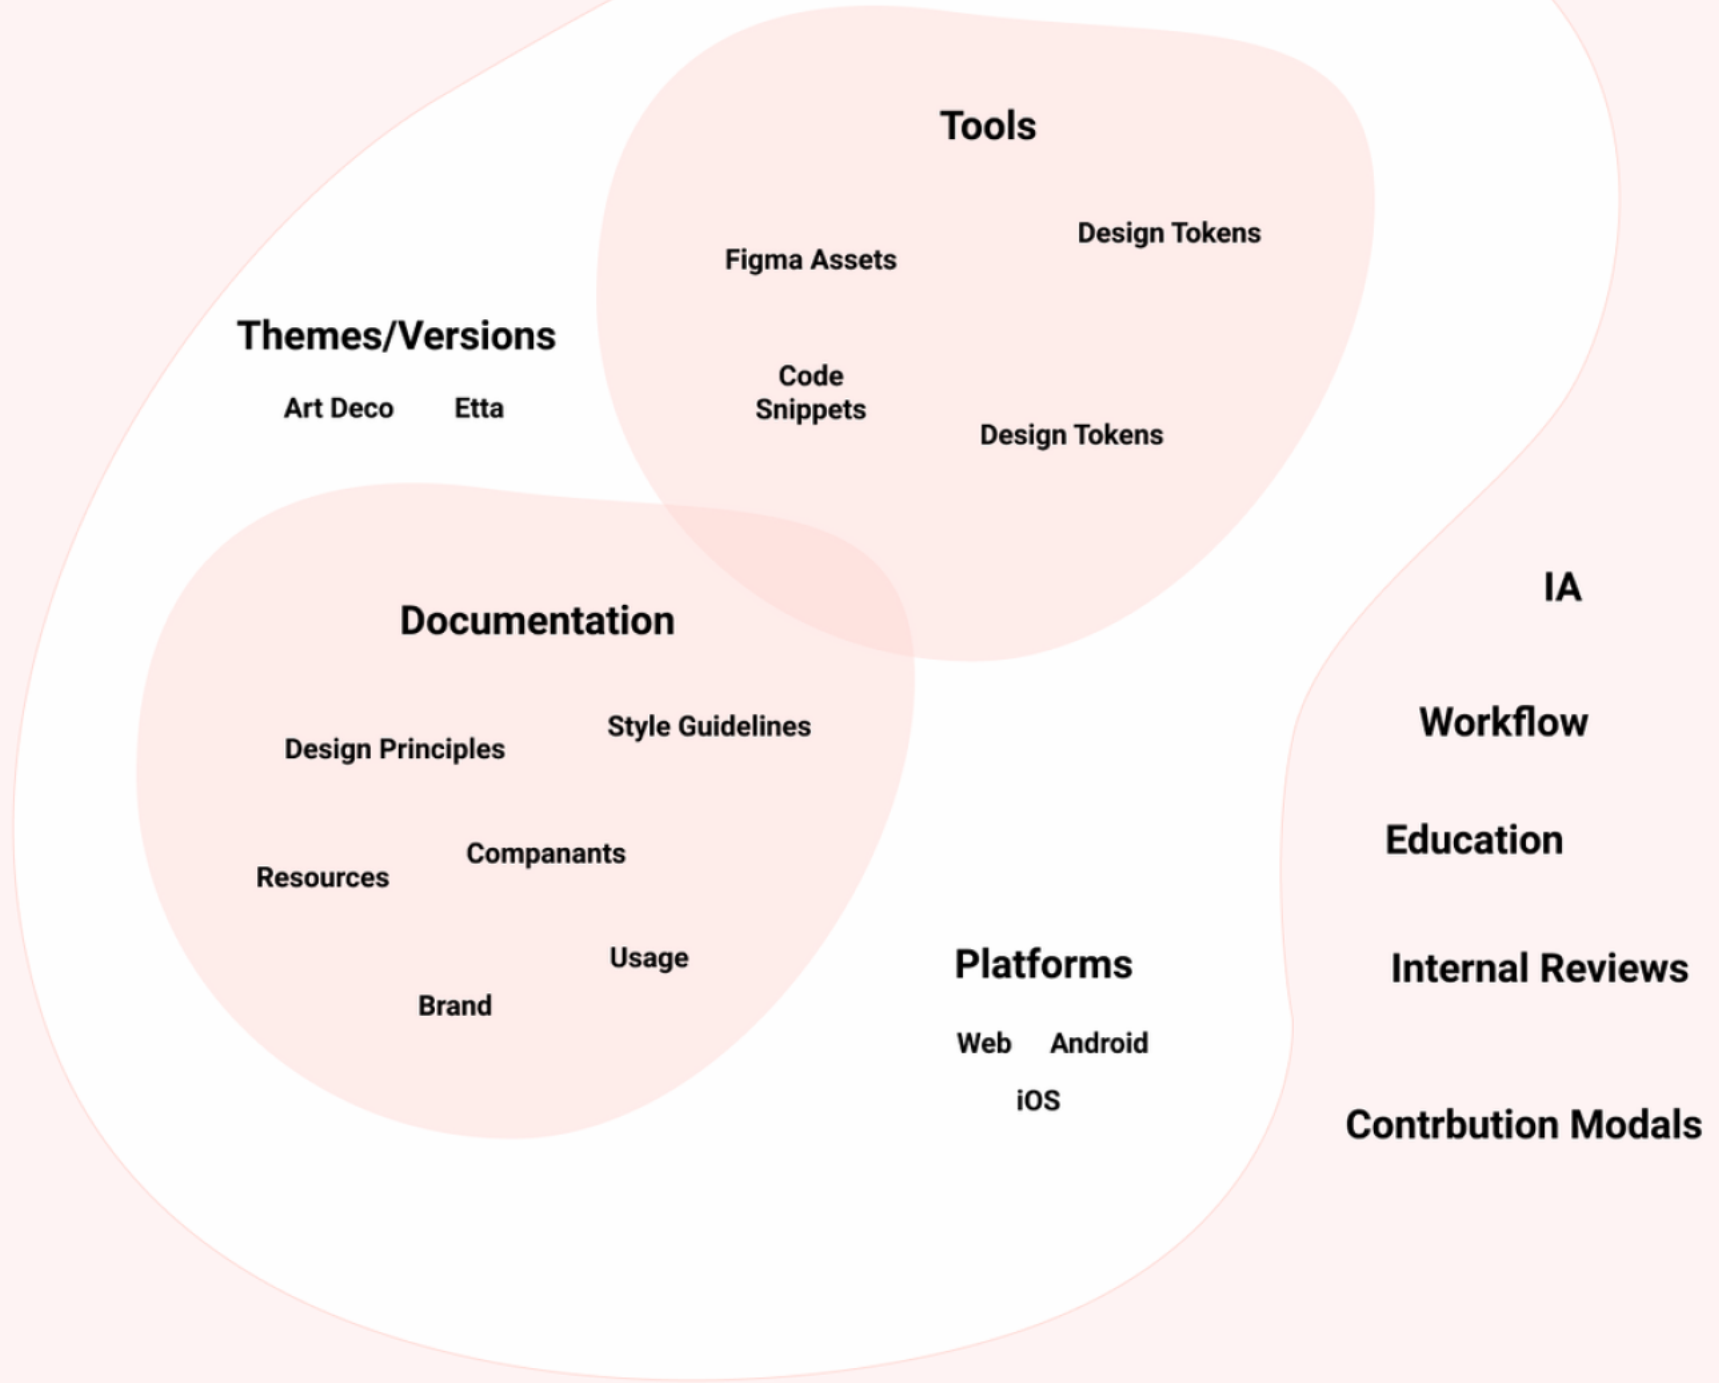 Tools
Design Tokens
Figma Assets
Themes/Versions
Code
Snippets
Art Deco Etta
Design Tokens
IA
Documentation
Workflow
Style Guidelines
Design Principles
Education
Companants
Resources
Usage
Platforms
Internal Reviews
Brand
Web Android
iOS
Contrbution Modals